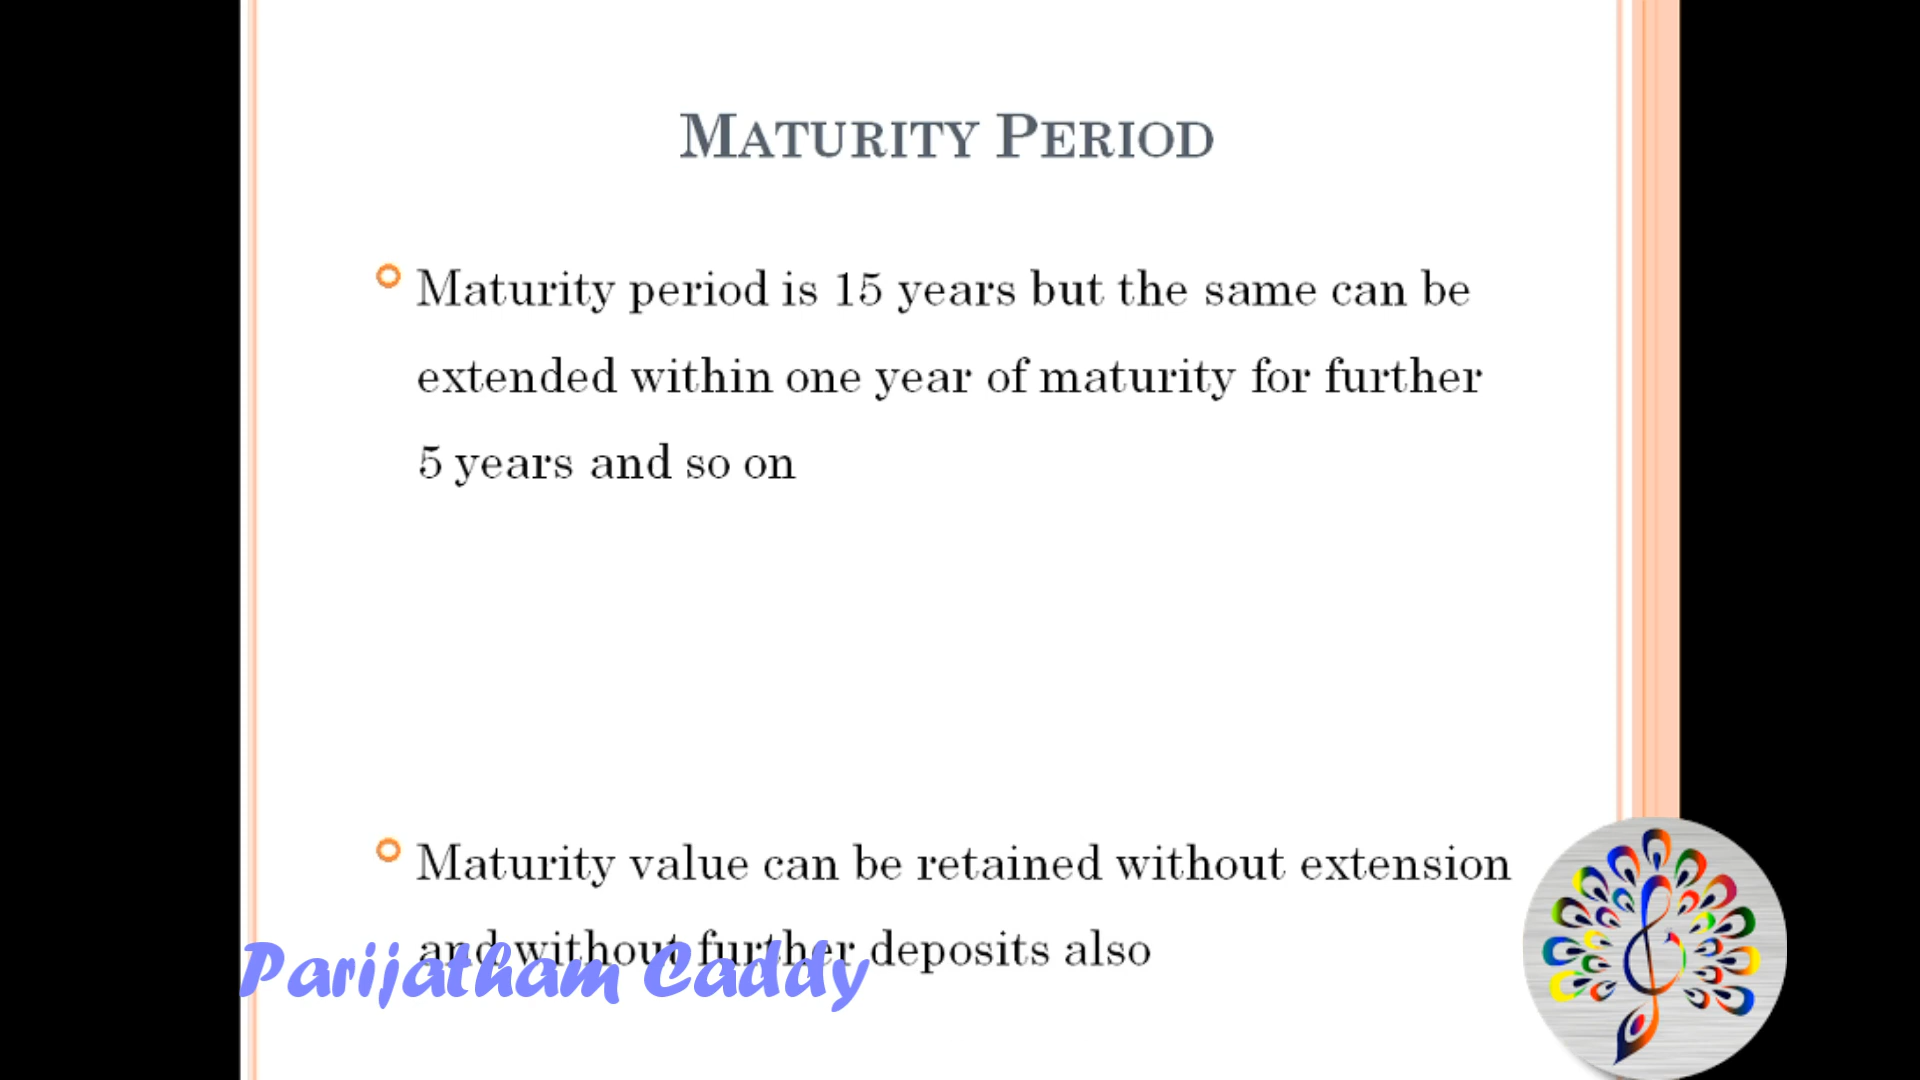 MATURITY PERIOD
Maturity period is 15 years but the same can be
extended within one year of maturity for further
5 years and so on
Maturity value can be retained without extension
and without further deposits also
Parijatham Caddy